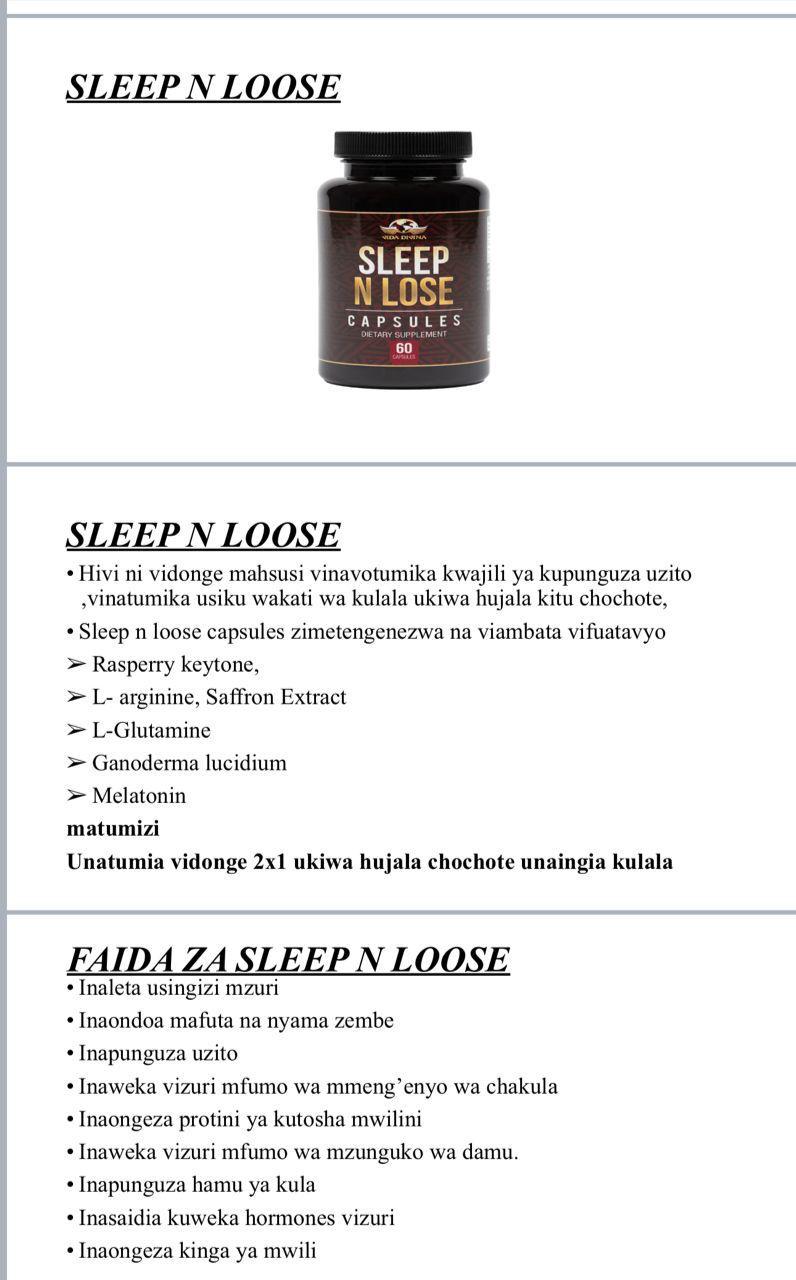 SLEEP N LOOSE
VIDA DIVINA
SLEEP
N LOSE
CAPSULES
DIETARY SUPPLEMENT
60
CAPSULES
SLEEP N LOOSE
• Hivi ni vidonge mahsusi vinavotumika kwajili ya kupunguza uzito
,vinatumika usiku wakati wa kulala ukiwa hujala kitu chochote,
• Sleep n loose capsules zimetengenezwa na viambata vifuatavyo
➢ Rasperry keytone,
➢ L- arginine, Saffron Extract
➢ L-Glutamine
➢ Ganoderma lucidium
➢ Melatonin
matumizi
Unatumia vidonge 2x1 ukiwa hujala chochote unaingia kulala
FAIDA ZA SLEEP N LOOSE
• Inaleta usingizi mzuri
• Inaondoa mafuta na nyama zembe
• Inapunguza uzito
• Inaweka vizuri mfumo wa mmeng’enyo wa chakula
• Inaongeza protini ya kutosha mwilini
• Inaweka vizuri mfumo wa mzunguko wa damu.
• Inapunguza hamu ya kula
• Inasaidia kuweka hormones vizuri
• Inaongeza kinga ya mwili